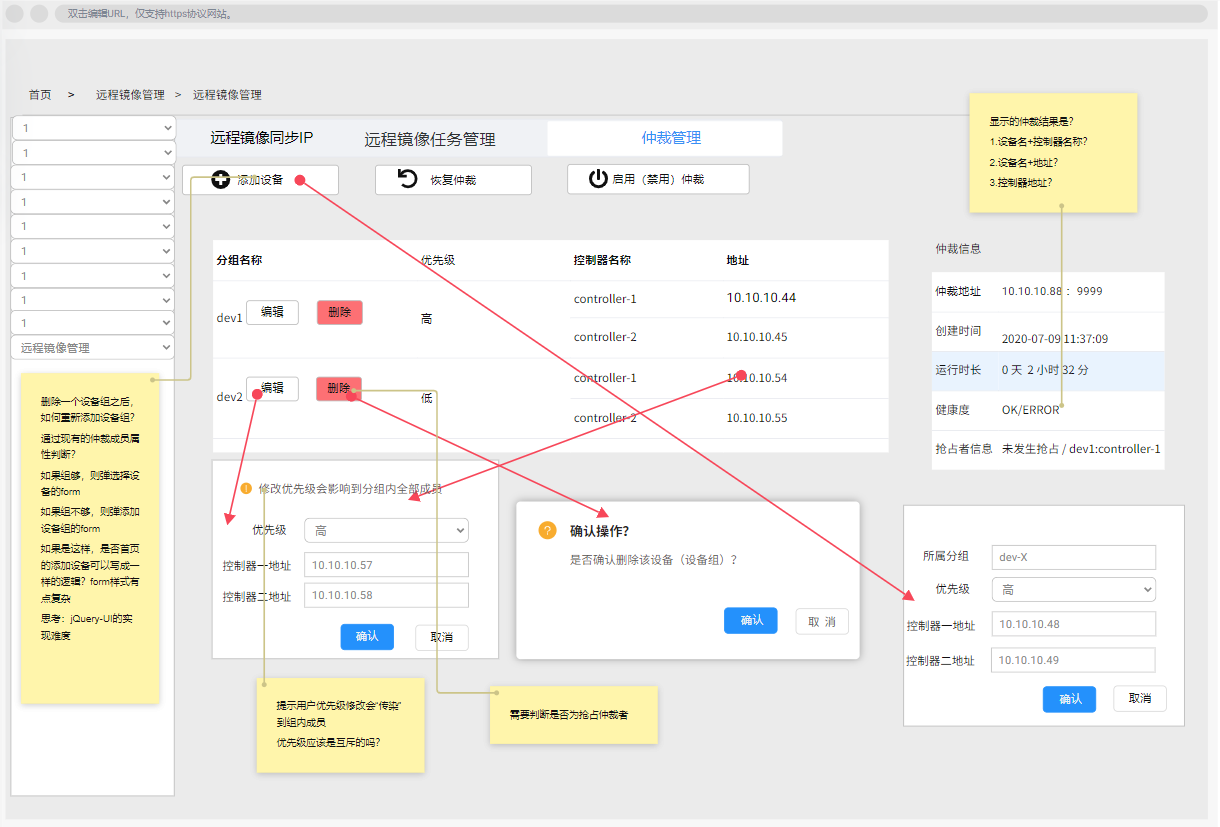 双击编辑URL，仅支持https协议网站。
首页 > 远程镜像管理 > 远程镜像管理
1
1
1
1
1
1
1
1
1
远程镜像管理
远程镜像同步IP 远程镜像任务管理 仲裁管理
添加设备 恢复仲裁 启用（禁用）仲裁
分组名称 优先级 控制器名称 地址
dev1 编辑 删除 高
controller-1 10.10.10.44
controller-2 10.10.10.45
dev2 编辑 删除 低
controller-1 10.10.10.54
controller-2 10.10.10.55
显示的仲裁结果是？
1.设备名+控制器名称？
2.设备名+地址？
3.控制器地址？
仲裁信息
仲裁地址 10.10.10.88： 9999
创建时间 2020-07-09 11:37:09
运行时长 0 天 2 小时 32 分
健康度 OK/ERROR
抢占者信息 未发生抢占 / dev1:controller-1
删除一个设备组之后，
如何重新添加设备组？
通过现有的仲裁成员属
性判断？
如果组够，则弹选择设
备的form
如果组不够，则弹添加
设备组的form
如果是这样，是否首页
的添加设备可以写成一
样的逻辑？form样式有
点复杂
思考：jQuery-UI的实
现难度
修改优先级会影响到分组内全部成员
优先级 高
控制器一地址 10.10.10.57
控制器二地址 10.10.10.58
确认 取消
确认操作？
是否确认删除该设备（设备组）？
确认 取 消
所属分组 dev-X
优先级 高
控制器一地址 10.10.10.48
控制器二地址 10.10.10.49
确认 取消
提示用户优先级修改会“传染”
到组内成员
优先级应该是互斥的吗？
需要判断是否为抢占仲裁者